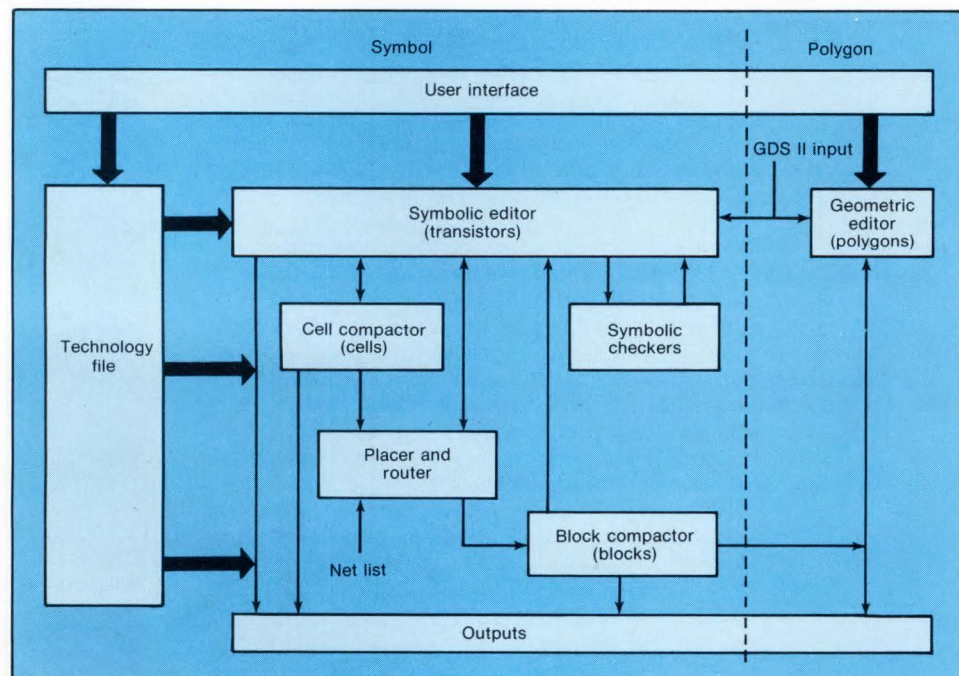 Symbol
Polygon
User interface
GDS II input
Technology
file
Symbolic editor
(transistors)
Geometric
editor
(polygons)
Cell compactor
(cells)
Symbolic
checkers
Placer and
router
Block compactor
(blocks)
Net list
Outputs